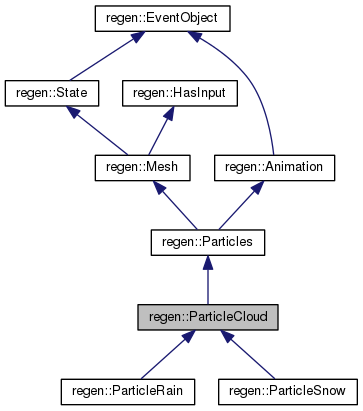 regen::EventObject
regen::State
regen::HasInput
regen::Mesh
regen::Animation
regen::Particles
regen::ParticleCloud
regen::ParticleRain
regen::ParticleSnow